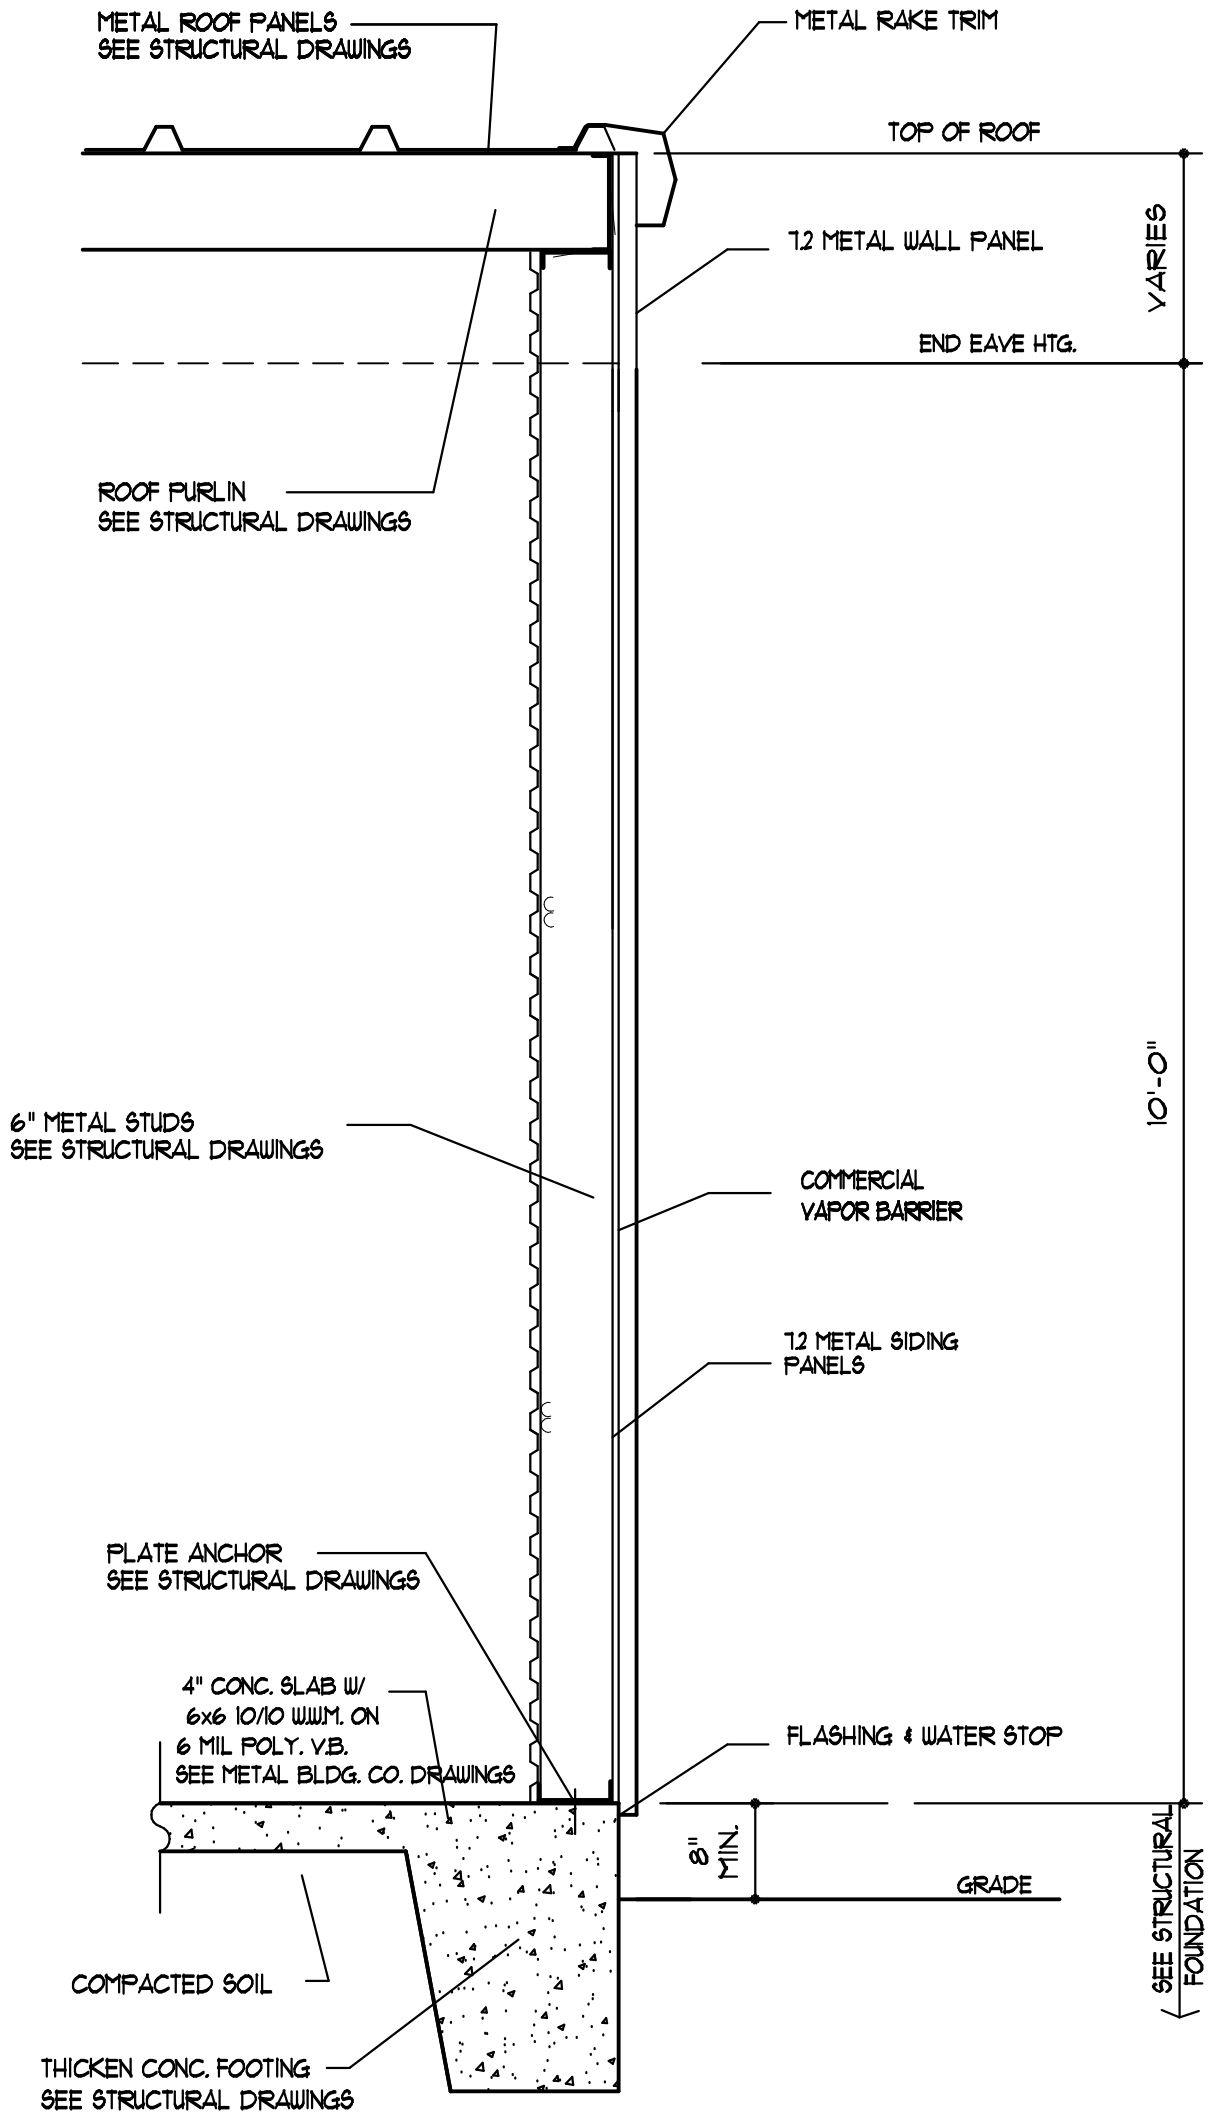 METAL ROOF PANELS
SEE STRUCTURAL DRAWINGS
METAL RAKE TRIM
TOP OF ROOF
VARIES
7.2 METAL WALL PANEL
END EAVE HTG.
ROOF PURLIN
SEE STRUCTURAL DRAWINGS
10'-0"
6" METAL STUDS
SEE STRUCTURAL DRAWINGS
COMMERCIAL
VAPOR BARRIER
7.2 METAL SIDING
PANELS
PLATE ANCHOR
SEE STRUCTURAL DRAWINGS
4" CONC. SLAB W/
6x6 10/10 W.W.M. ON
6 MIL POLY. V.B.
SEE METAL BLDG. CO. DRAWINGS
FLASHING & WATER STOP
8"
MIN.
GRADE
SEE STRUCTURAL
FOUNDATION
COMPACTED SOIL
THICKEN CONC. FOOTING
SEE STRUCTURAL DRAWINGS